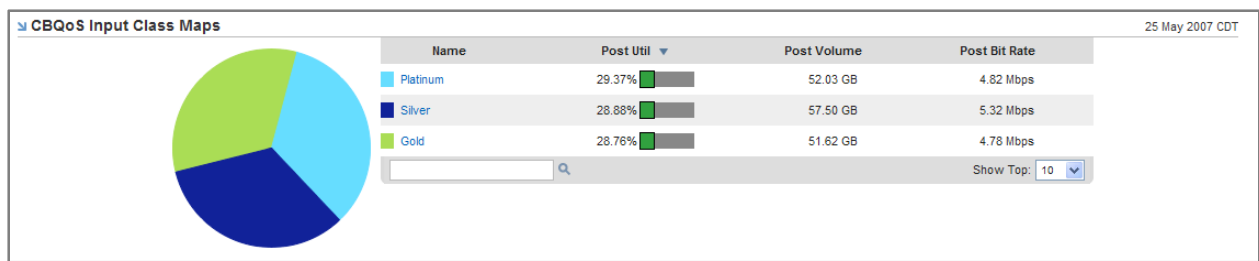 CBQoS Input Class Maps 25 May 2007 CDT
Name Post Util Post Volume Post Bit Rate
Platinum 29.37% 52.03 GB 4.82 Mbps
Silver 28.88% 57.50 GB 5.32 Mbps
Gold 28.76% 51.62 GB 4.78 Mbps
Show Top: 10